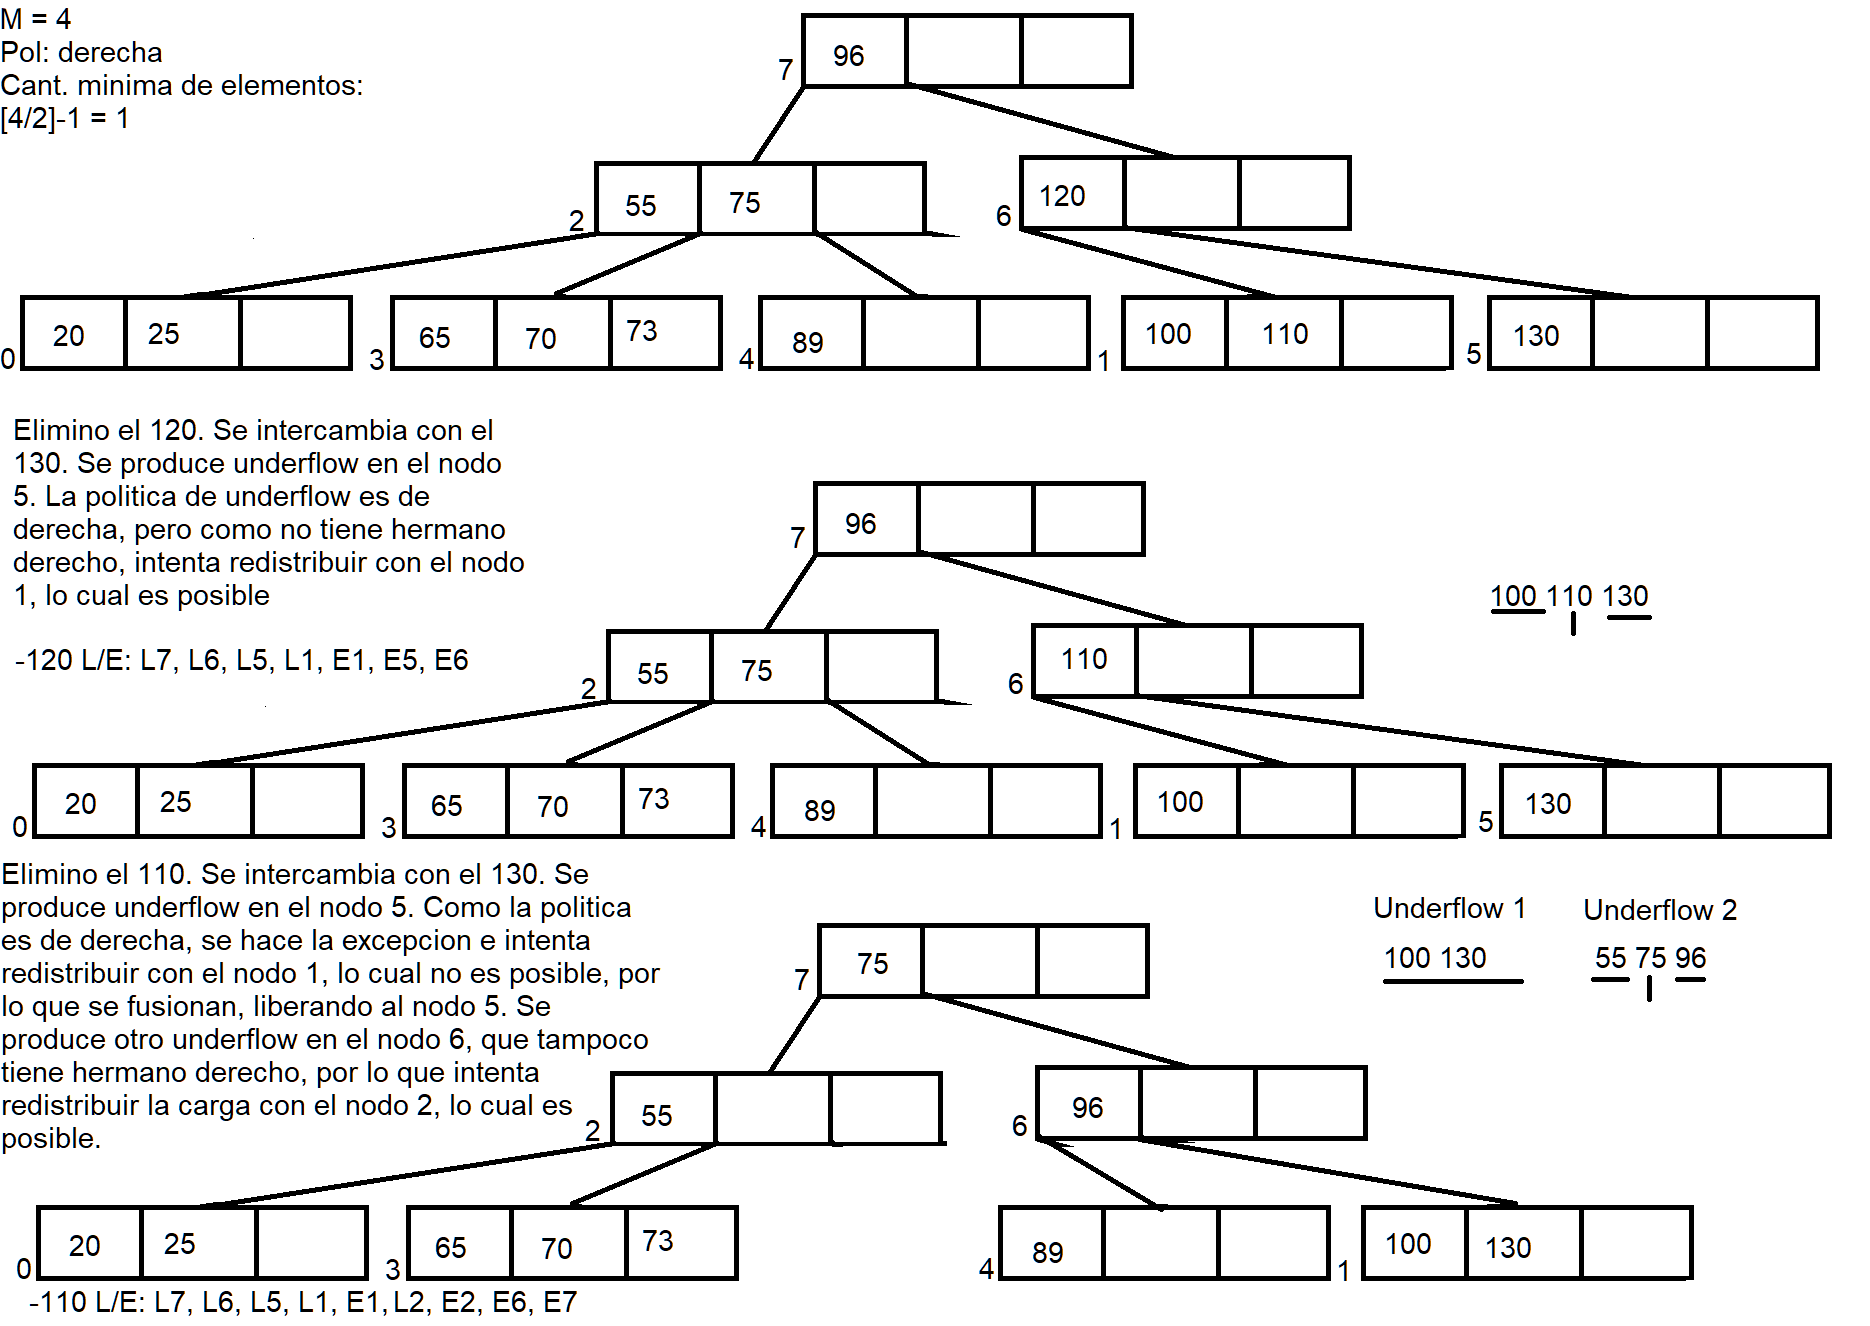 M = 4
Pol: derecha
Cant. minima de elementos:
[4/2]-1 = 1
7 96
2 55 75
6 120
0 20 25
3 65 70 73
4 89
1 100 110
5 130
Elimino el 120. Se intercambia con el
130. Se produce underflow en el nodo
5. La politica de underflow es de
derecha, pero como no tiene hermano
derecho, intenta redistribuir con el nodo
1, lo cual es posible
-120 L/E: L7, L6, L5, L1, E1, E5, E6
7 96
100 110 130
2 55 75
6 110
0 20 25
3 65 70 73
4 89
1 100
5 130
Elimino el 110. Se intercambia con el 130. Se
produce underflow en el nodo 5. Como la politica
es de derecha, se hace la excepcion e intenta
redistribuir con el nodo 1, lo cual no es posible, por
lo que se fusionan, liberando al nodo 5. Se
produce otro underflow en el nodo 6, que tampoco
tiene hermano derecho, por lo que intenta
redistribuir la carga con el nodo 2, lo cual es
posible.
Underflow 1
100 130
Underflow 2
55 75 96
7 75
2 55
6 96
0 20 25
3 65 70 73
4 89
1 100 130
-110 L/E: L7, L6, L5, L1, E1, L2, E2, E6, E7